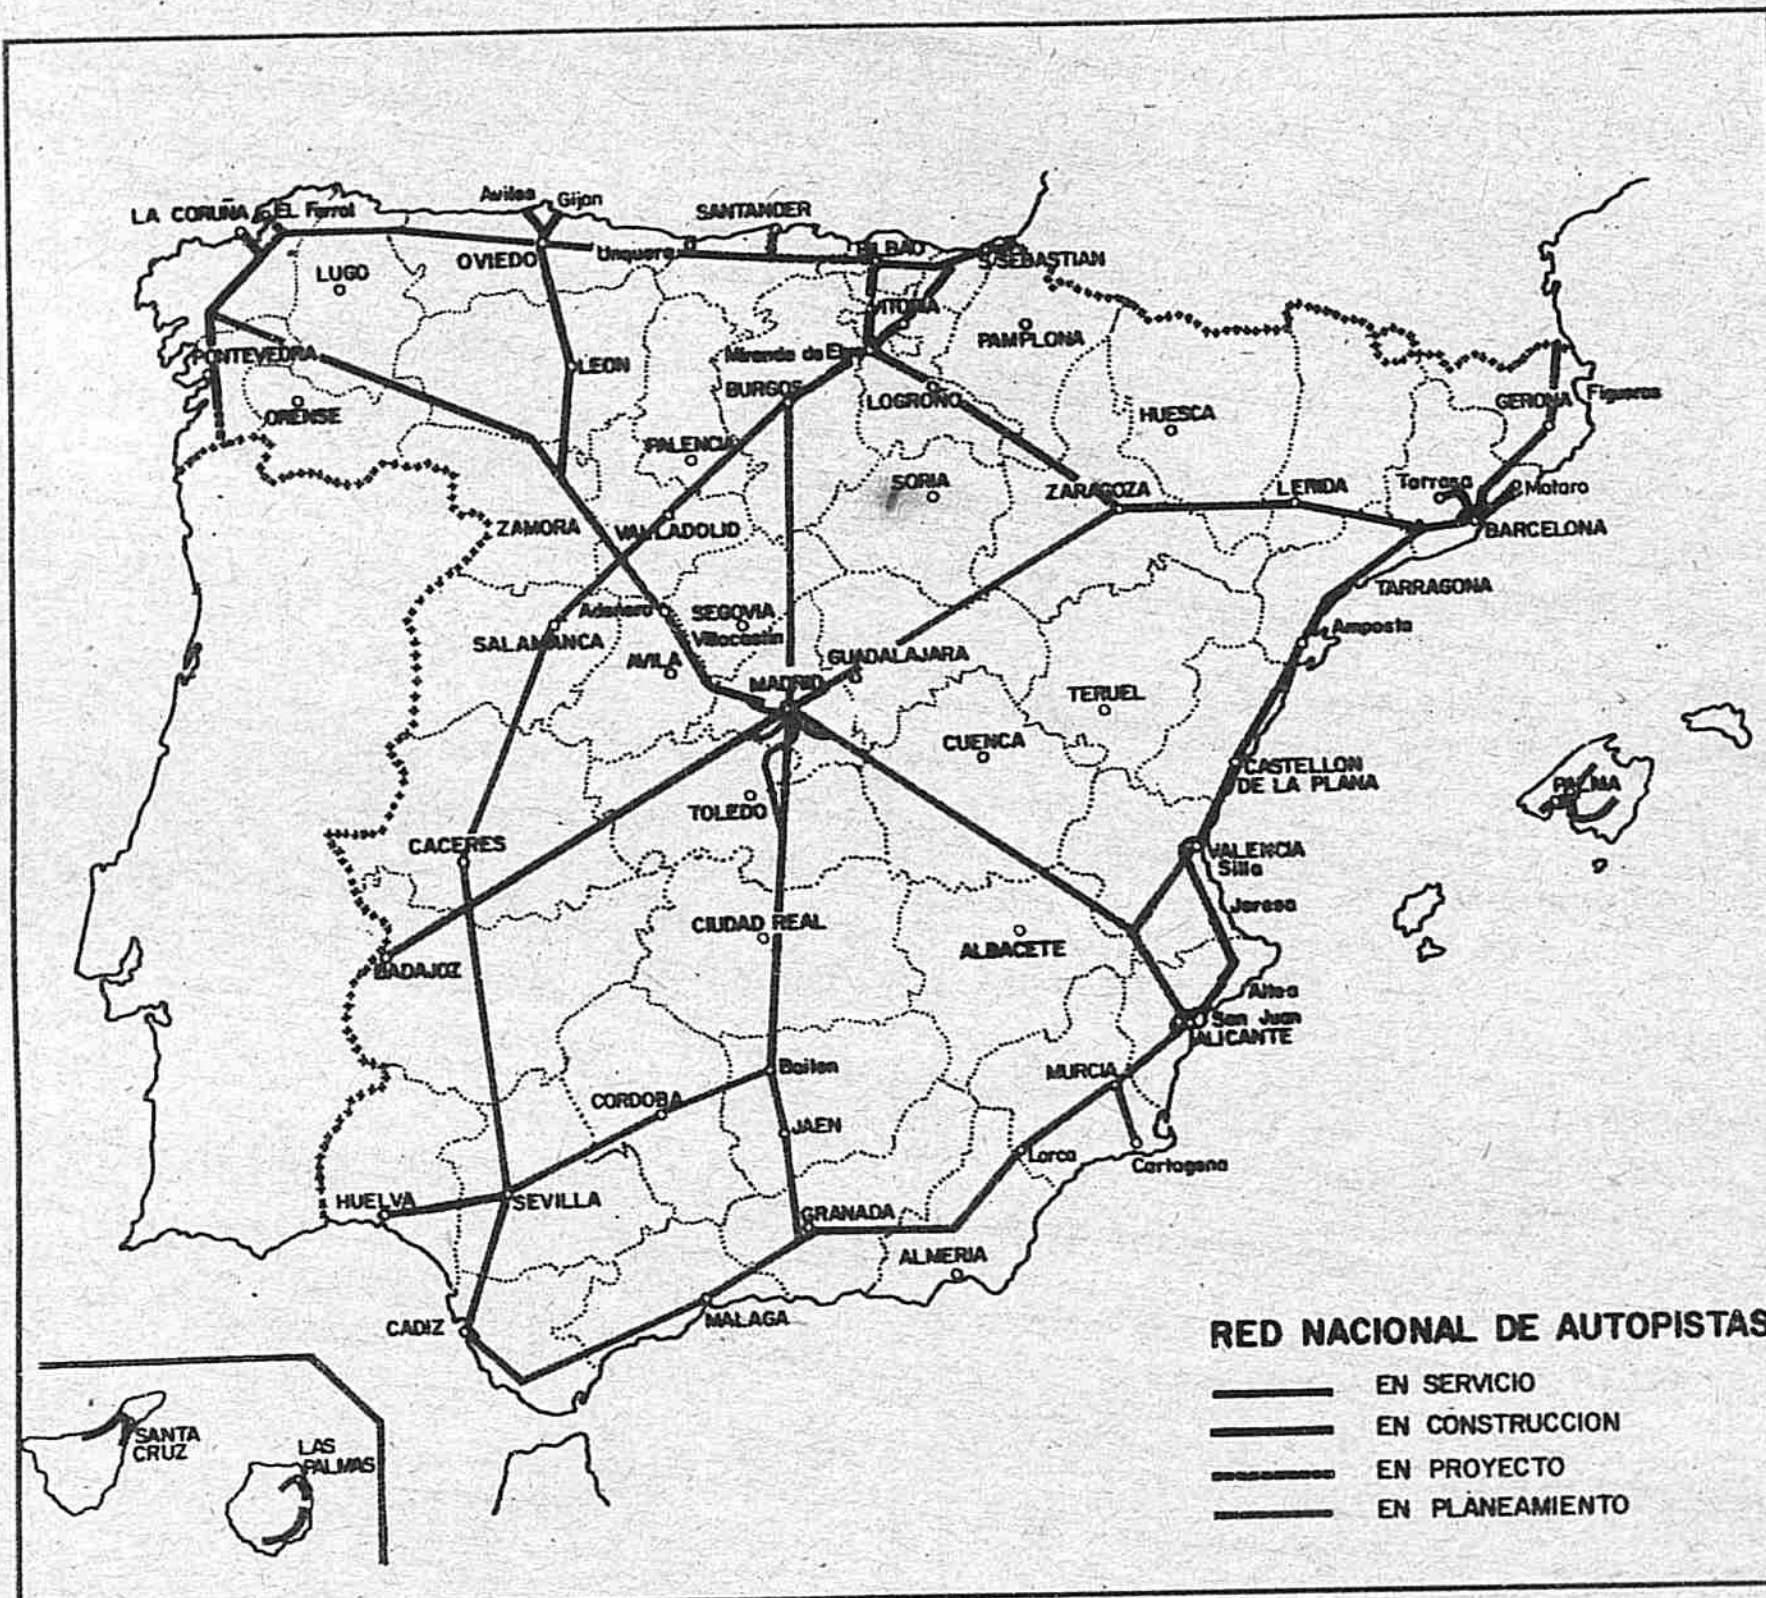 LA CORUÑA
EL Ferrol
Aviles
Gijon
SANTANDER
BILBAO
S.SEBASTIAN
OVIEDO
Unquera
LUGO
VITORIA
PAMPLONA
PONTEVEDRA
LEON
Miranda de Ebro
BURGOS
LOGROÑO
HUESCA
GERONA
Figueras
ORENSE
PALENCIA
SORIA
ZARAGOZA
LERIDA
Tarrasa
Mataro
ZAMORA
VALLADOLID
BARCELONA
TARRAGONA
Adanero
SEGOVIA
Villacastin
Amposta
SALAMANCA
AVILA
GUADALAJARA
MADRID
TERUEL
CUENCA
CASTELLON
DE LA PLANA
PALMA
TOLEDO
CACERES
VALENCIA
Silla
Jeresa
CIUDAD REAL
ALBACETE
BADAJOZ
Altea
San Juan
ALICANTE
Bailen
MURCIA
CORDOBA
JAEN
Lorca
Cartagena
HUELVA
SEVILLA
GRANADA
ALMERIA
CADIZ
MALAGA
RED NACIONAL DE AUTOPISTAS
EN SERVICIO
EN CONSTRUCCION
EN PROYECTO
EN PLANEAMIENTO
SANTA
CRUZ
LAS
PALMAS